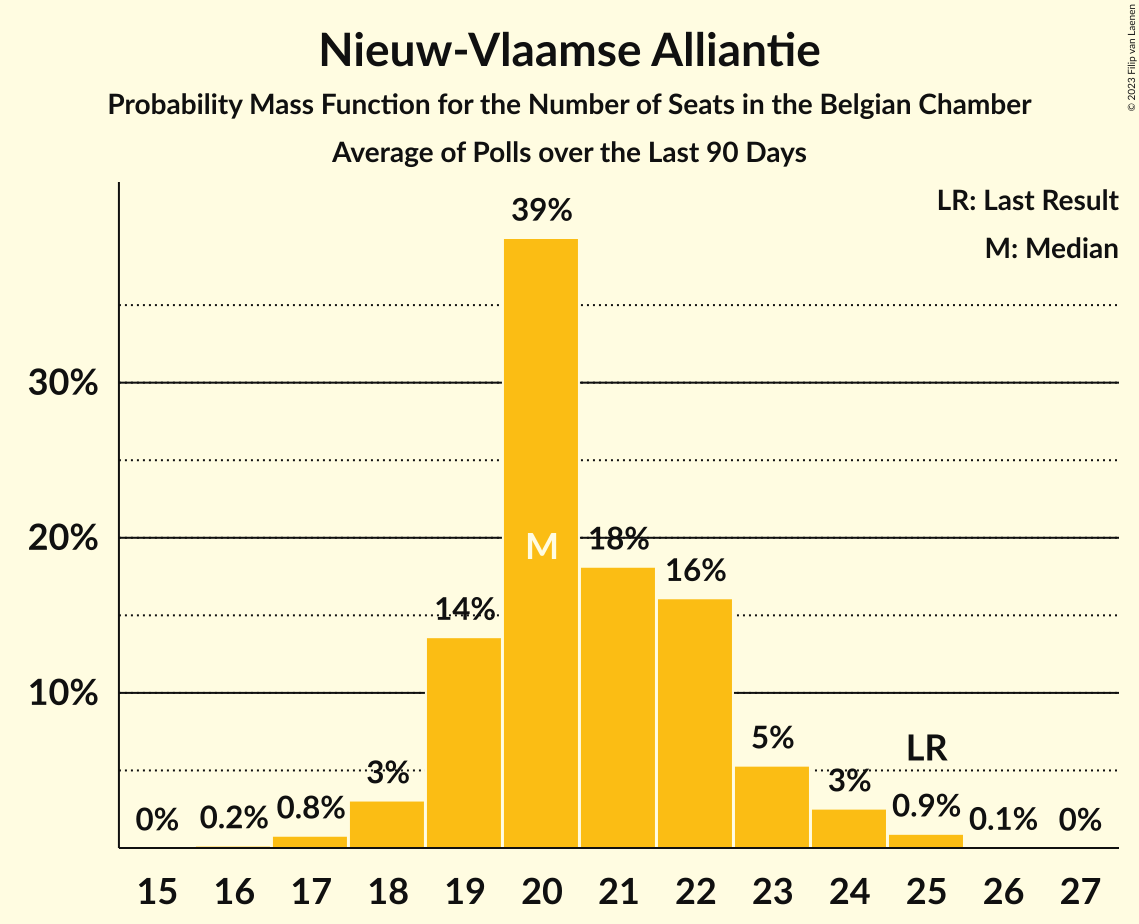 Nieuw-Vlaamse Alliantie
Probability Mass Function for the Number of Seats in the Belgian Chamber
Average of Polls over the Last 90 Days
© 2023 Filip van Laenen
LR: Last Result
M: Median
39%
30%
20%
10%
M
18%
16%
14%
5%
LR
3%
3%
0%
0.2%
0.8%
0.9%
0.1%
0%
15 16 17 18 19 20 21 22 23 24 25 26 27